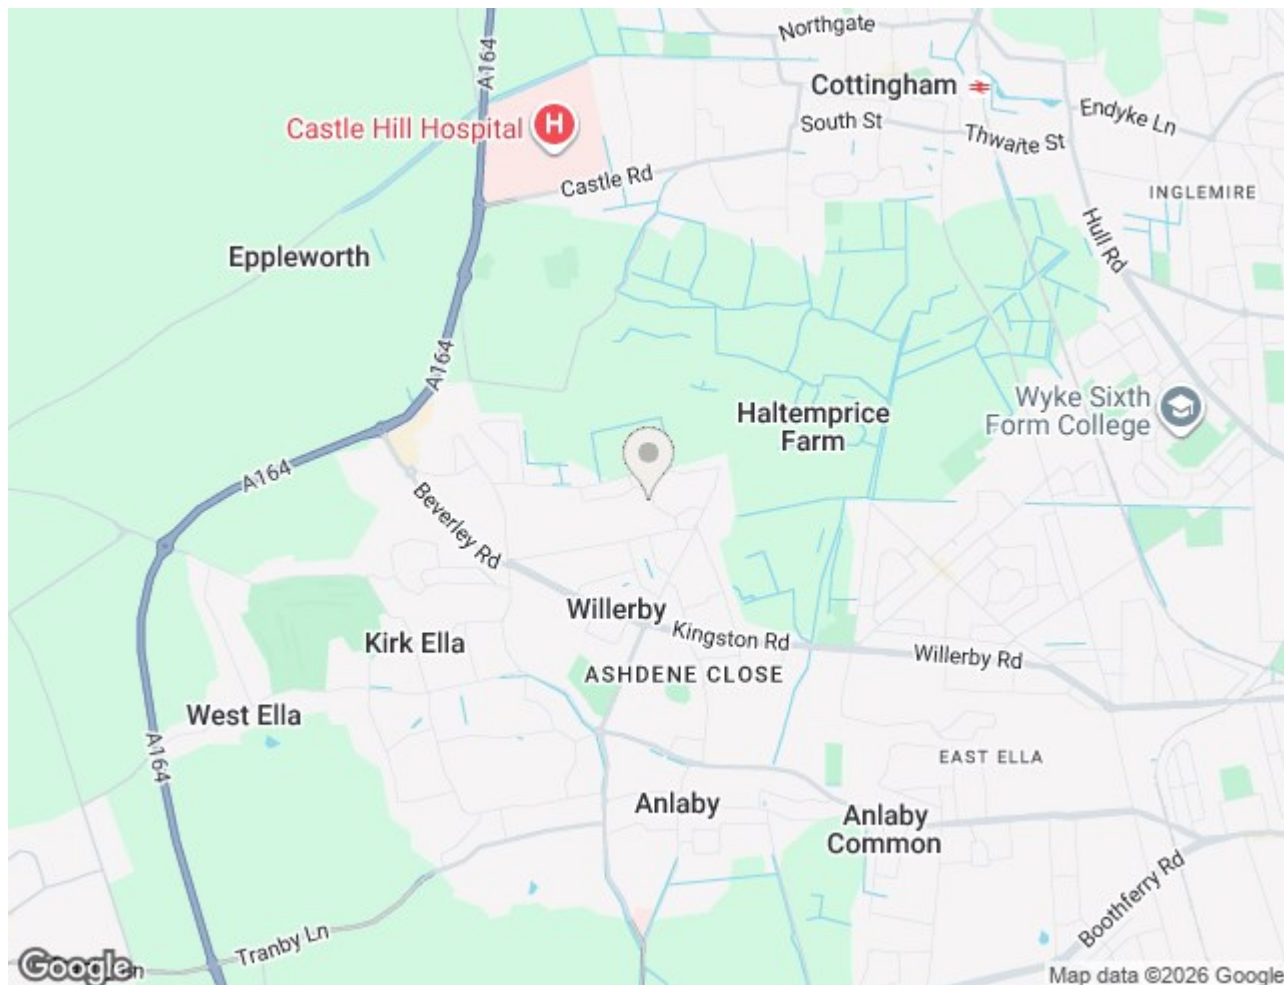 Northgate
A164
Cottingham
Endyke Ln
South St
Castle Hill Hospital
H
Thwaite St
Castle Rd
INGLEMIRE
Hull Rd
Eppleworth
A164
Wyke Sixth
Form College
Haltemprice
Farm
A164
Beverley Rd
Willerby
Kingston Rd
Kirk Ella
Willerby Rd
ASHDENE CLOSE
West Ella
A164
EAST ELLA
Anlaby
Anlaby
Common
Boothferry Rd
Tranby Ln
Google
Map data ©2026 Google